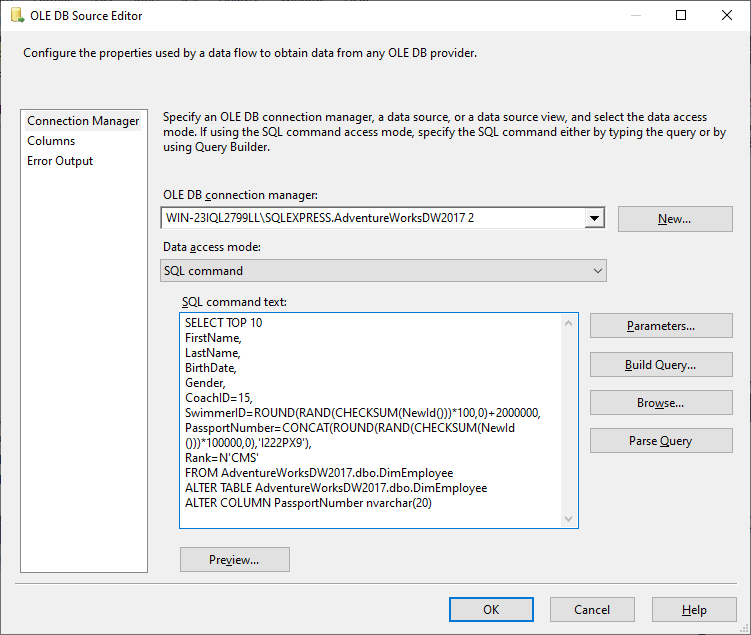 OLE DB Source Editor
Configure the properties used by a data flow to obtain data from any OLE DB provider.
Connection Manager
Columns
Error Output
Specify an OLE DB connection manager, a data source, or a data source view, and select the data access
mode. If using the SQL command access mode, specify the SQL command either by typing the query or by
using Query Builder.
OLE DB connection manager:
WIN-23IQL2799LL\SQLEXPRESS.AdventureWorksDW2017 2
New...
Data access mode:
SQL command
SQL command text:
SELECT TOP 10
FirstName,
LastName,
BirthDate,
Gender,
CoachID=15,
SwimmerID=ROUND(RAND(CHECKSUM(NewId()))*100,0)+2000000,
PassportNumber=CONCAT(ROUND(RAND(CHECKSUM(NewId
()))*100000,0),'I222PX9'),
Rank=N'CMS'
FROM AdventureWorksDW2017.dbo.DimEmployee
ALTER TABLE AdventureWorksDW2017.dbo.DimEmployee
ALTER COLUMN PassportNumber nvarchar(20)
Parameters...
Build Query...
Browse...
Parse Query
Preview...
OK
Cancel
Help